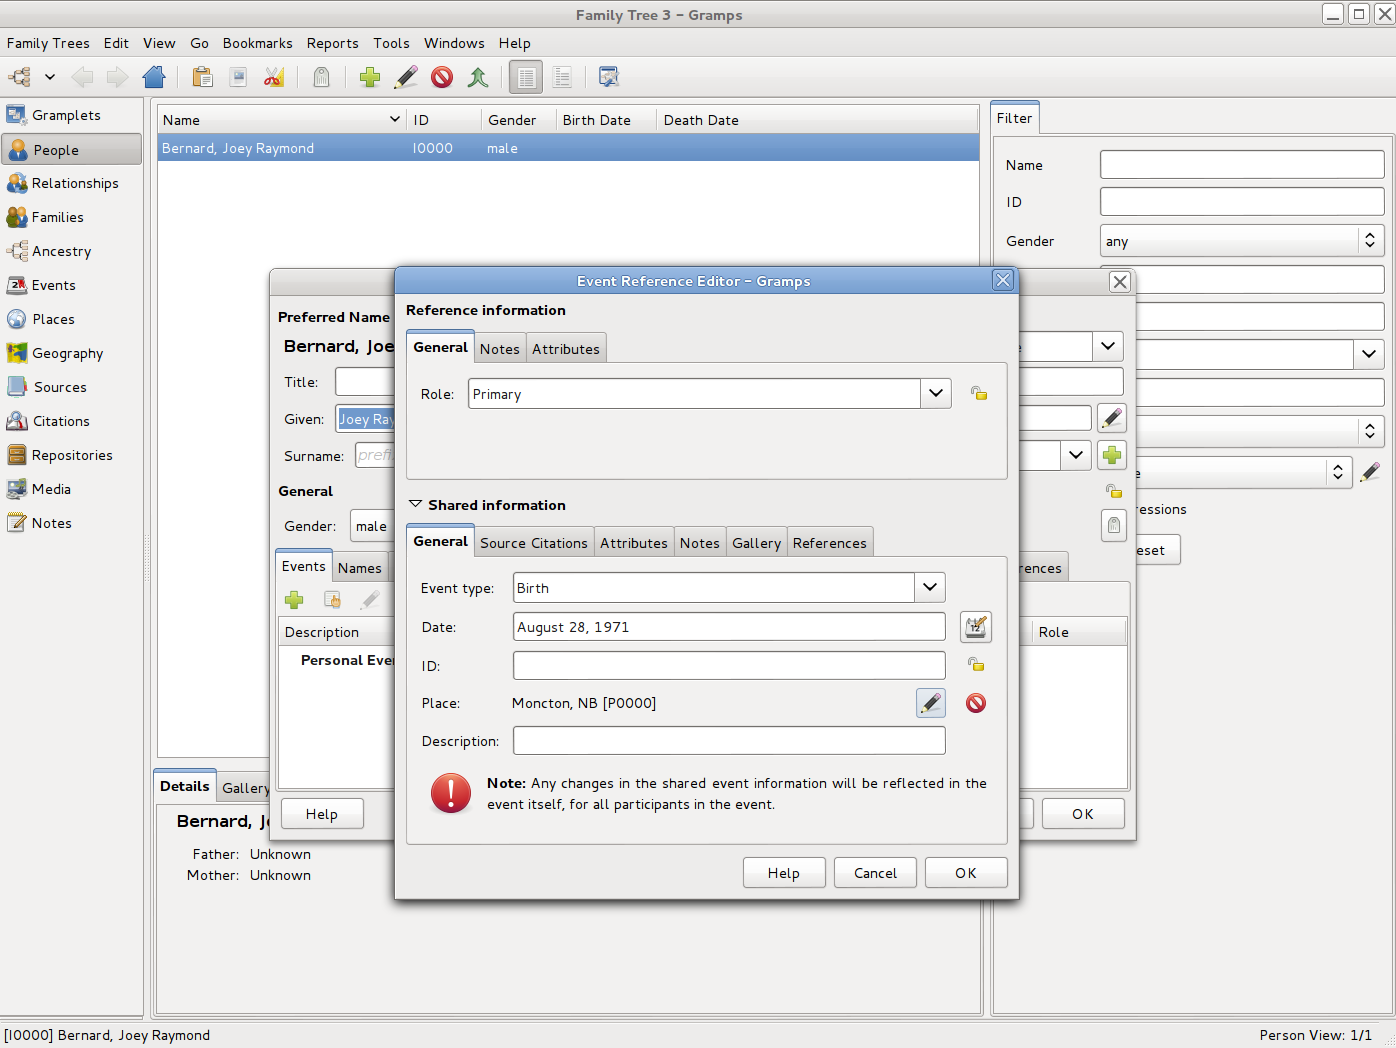 Family Tree 3 - Gramps
Family Trees Edit View Go Bookmarks Reports Tools Windows Help
Gramplets
People
Relationships
Families
Ancestry
Events
Places
Geography
Sources
Citations
Repositories
Media
Notes
Name ID Gender Birth Date Death Date
Bernard, Joey Raymond I0000 male
Filter
Name
ID
Gender any
Preferred Name
Bernard, Joe
Title:
Given: Joey Ray
Surname: prefi
General
Gender: male
Events Names
Description Role
Personal Eve
Help OK
Event Reference Editor - Gramps
Reference information
General Notes Attributes
Role: Primary
Shared information
General Source Citations Attributes Notes Gallery References
Event type: Birth
Date: August 28, 1971
12
ID:
Place: Moncton, NB [P0000]
Description:
Note: Any changes in the shared event information will be reflected in the
event itself, for all participants in the event.
Help Cancel OK
rences
ressions
eset
Details Gallery
Bernard, J
Father: Unknown
Mother: Unknown
[I0000] Bernard, Joey Raymond
Person View: 1/1